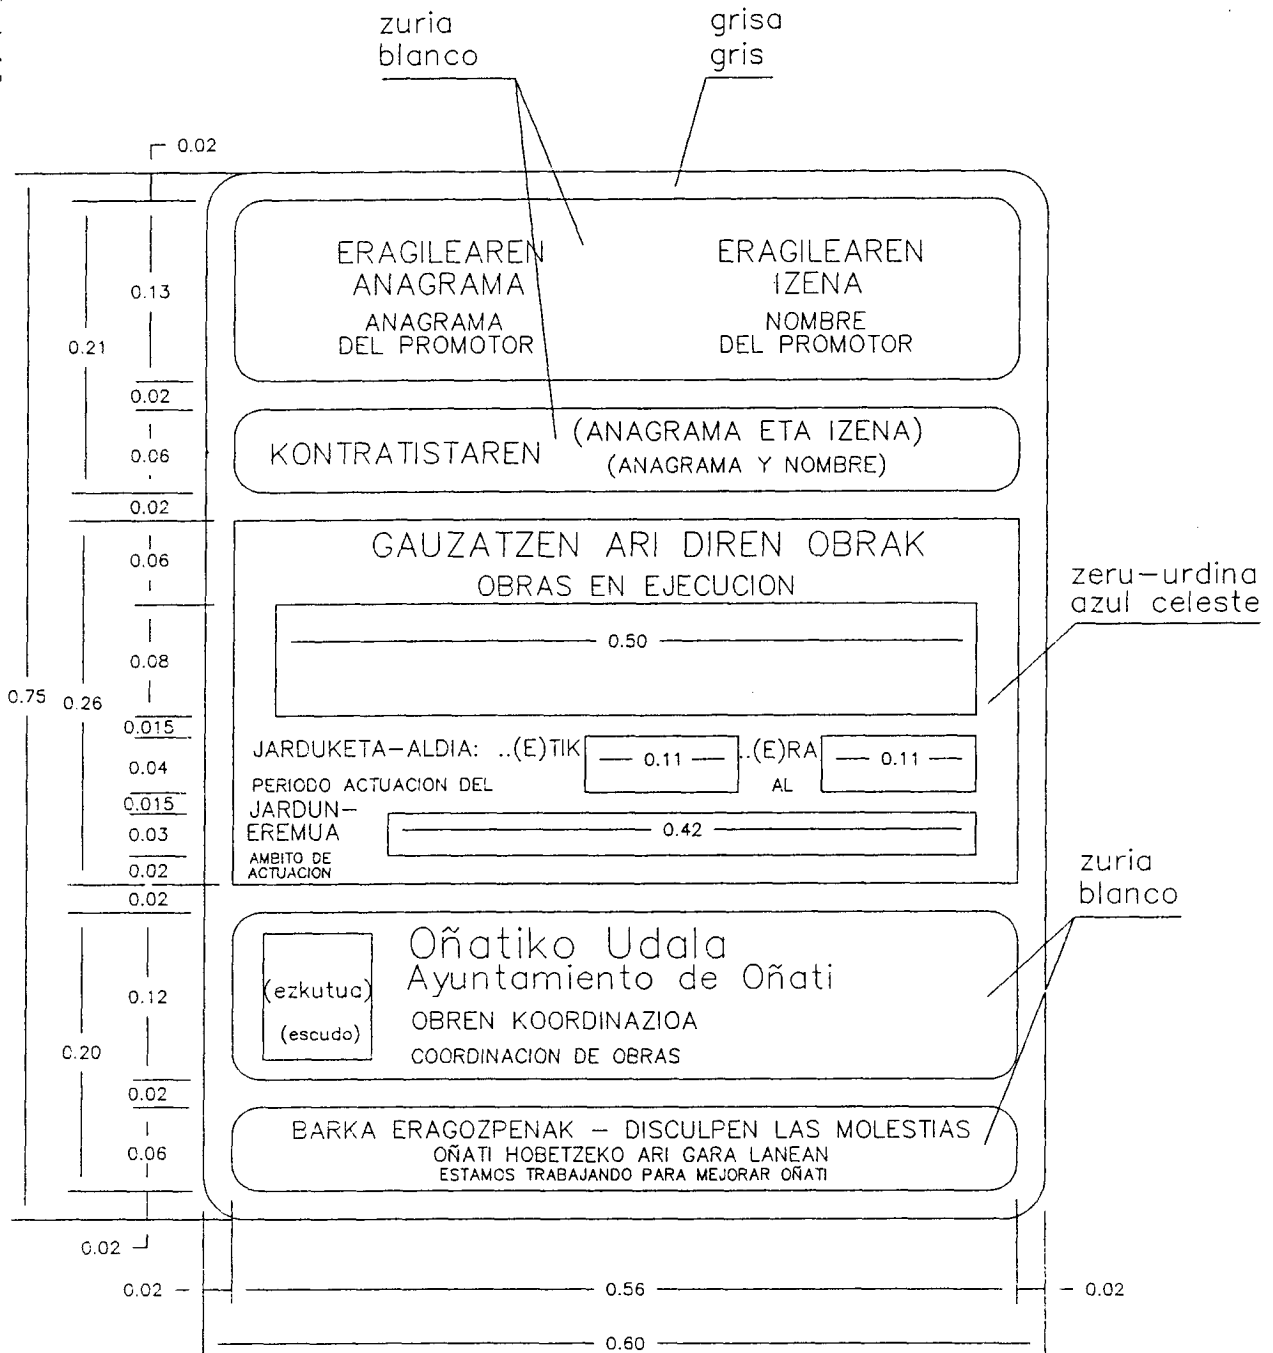 zuria
blanco
grisa
gris
0.02
ERAGILEAREN
ANAGRAMA
ANAGRAMA
DEL PROMOTOR
ERAGILEAREN
IZENA
NOMBRE
DEL PROMOTOR
0.13
0.21
0.02
KONTRATISTAREN
(ANAGRAMA ETA IZENA)
(ANAGRAMA Y NOMBRE)
0.06
0.02
GAUZATZEN ARI DIREN OBRAK
OBRAS EN EJECUCION
0.06
zeru-urdina
azul celeste
0.50
0.08
0.75
0.26
0.015
JARDUKETA-ALDIA: ..(E)TIK
0.11
..(E)RA
0.11
PERIODO ACTUACION DEL
AL
0.04
0.015
JARDUN-
EREMUA
0.42
0.03
AMBITO DE
ACTUACION
0.02
0.02
zuria
blanco
(ezkutua)
(escudo)
Oñatiko Udala
Ayuntamiento de Oñati
OBREN KOORDINAZIOA
COORDINACION DE OBRAS
0.12
0.20
0.02
BARKA ERAGOZPENAK – DISCULPEN LAS MOLESTIAS
OÑATI HOBETZEKO ARI GARA LANEAN
ESTAMOS TRABAJANDO PARA MEJORAR OÑATI
0.06
0.02
0.02
0.56
0.02
0.60